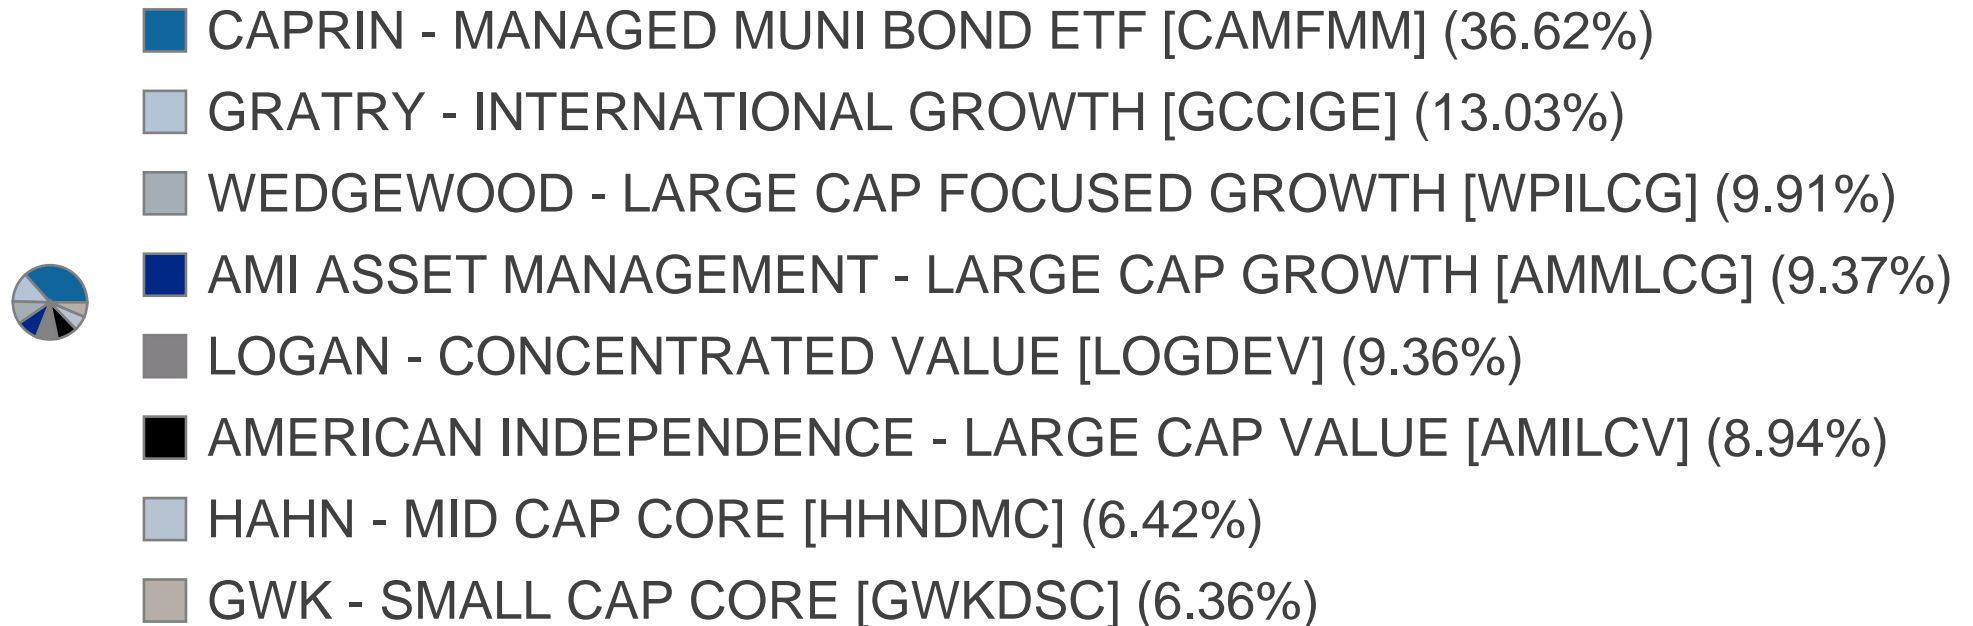 CAPRIN - MANAGED MUNI BOND ETF [CAMFMM] (36.62%)
GRATRY - INTERNATIONAL GROWTH [GCCIGE] (13.03%)
WEDGEWOOD - LARGE CAP FOCUSED GROWTH [WPILCG] (9.91%)
AMI ASSET MANAGEMENT - LARGE CAP GROWTH [AMMLCG] (9.37%)
LOGAN - CONCENTRATED VALUE [LOGDEV] (9.36%)
AMERICAN INDEPENDENCE - LARGE CAP VALUE [AMILCV] (8.94%)
HAHN - MID CAP CORE [HHNDMC] (6.42%)
GWK - SMALL CAP CORE [GWKDSC] (6.36%)